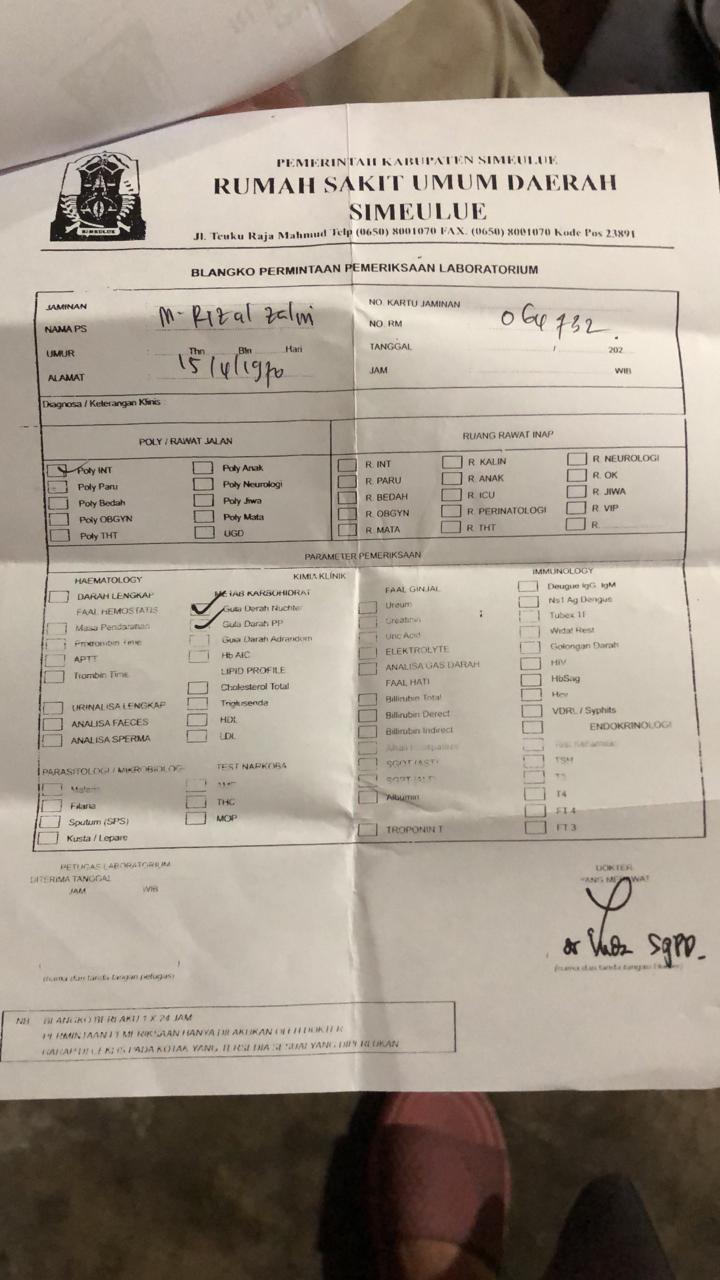 PEMERINTAH KABUPATEN SIMEULUE
RUMAH SAKIT UMUM DAERAH
SIMEULUE
Jl. Teuku Raja Mahmud Telp (0650) 8001070 FAX. (0650) 8001070 Kode Pos 23891
SIMEULUE
BLANGKO PERMINTAAN PEMERIKSAAN LABORATORIUM
JAMINAN
NAMA PS M. Rizal
UMUR Thn Bln Hari
15/4/1970
ALAMAT
NO. KARTU JAMINAN
NO. RM 064732
TANGGAL / 202
JAM WIB
Diagnosa / Keterangan Klinis :
POLY / RAWAT JALAN
Poly INT
Poly Paru
Poly Bedah
Poly OBGYN
Poly THT
Poly Anak
Poly Neurologi
Poly Jiwa
Poly Mata
UGD
RUANG RAWAT INAP
R. INT
R. PARU
R. BEDAH
R. OBGYN
R. MATA
R. KALIN
R. ANAK
R. ICU
R. PERINATOLOGI
R. THT
R. NEUROLOGI
R. OK
R. JIWA
R. VIP
R.
PARAMETER PEMERIKSAAN
HAEMATOLOGY
DARAH LENGKAP
FAAL HEMOSTATIS
Masa Pendarahan
Protrombin Time
APTT
Trombin Time
URINALISA LENGKAP
ANALISA FAECES
ANALISA SPERMA
PARASITOLOGI / MIKROBIOLOGI
Malaria
Filaria
Sputum (SPS)
Kusta / Lepare
KIMIA KLINIK
METAB KARBOHIDRAT
Gula Darah Nuchter
Gula Darah PP
Gula Darah Adrandom
Hb AIC
LIPID PROFILE
Cholesterol Total
Trigliserida
HDL
LDL
TEST NARKOBA
THC
MOP
FAAL GINJAL
Ureum
Creatinin
Uric Acid
ELEKTROLYTE
ANALISA GAS DARAH
FAAL HATI
Billirubin Total
Billirubin Derect
Billirubin Indirect
SGOT (AST)
SGPT (ALT)
Albumin
TROPONIN T
IMMUNOLOGY
Deugue IgG. IgM
Ns1 Ag Dengus
Tubex TF
Widal Rest
Golongan Darah
HIV
HbSag
Hcv
VDRL / Syphits
ENDOKRINOLOGI
TSM
T3
T4
FT4
FT 3
PETUGAS LABORATORIUM
DITERIMA TANGGAL
JAM WIB
(nama dan tanda tangan petugas)
DOKTER
YANG MERAWAT
dr SpPD
(nama dan tanda tangan
NB BLANGKO BERLAKU 1 X 24 JAM
PERMINTAAN PEMERIKSAAN HANYA DILAKUKAN OLEH DOKTER
HARAP DI CEKLIS PADA KOTAK YANG TERSEDIA SESUAI YANG DIPERLUKAN